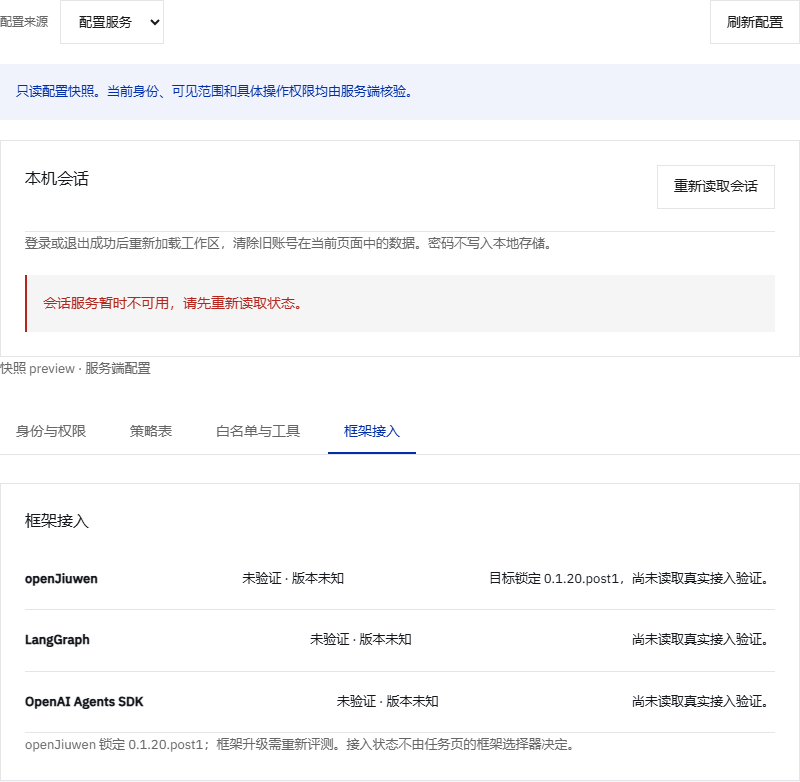 配置来源 配置服务 刷新配置
只读配置快照。当前身份、可见范围和具体操作权限均由服务端核验。
本机会话 重新读取会话
登录或退出成功后重新加载工作区，清除旧账号在当前页面中的数据。密码不写入本地存储。
会话服务暂时不可用，请先重新读取状态。
快照 preview · 服务端配置
身份与权限 策略表 白名单与工具 框架接入
框架接入
openJiuwen 未验证 · 版本未知 目标锁定 0.1.20.post1，尚未读取真实接入验证。
LangGraph 未验证 · 版本未知 尚未读取真实接入验证。
OpenAI Agents SDK 未验证 · 版本未知 尚未读取真实接入验证。
openJiuwen 锁定 0.1.20.post1；框架升级需重新评测。接入状态不由任务页的框架选择器决定。